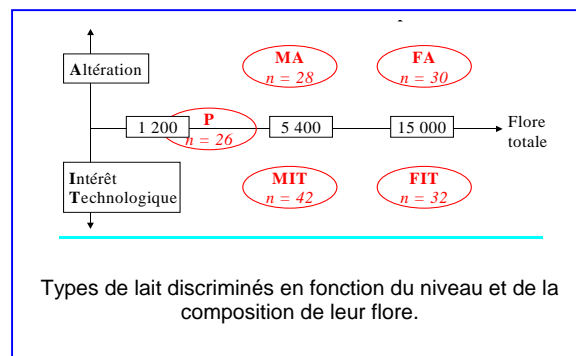 MA
n = 28
FA
n = 30
Altération
1 200
P
n = 26
5 400
15 000
Flore
totale
Intérêt
Technologique
MIT
n = 42
FIT
n = 32
Types de lait discriminés en fonction du niveau et de la
composition de leur flore.